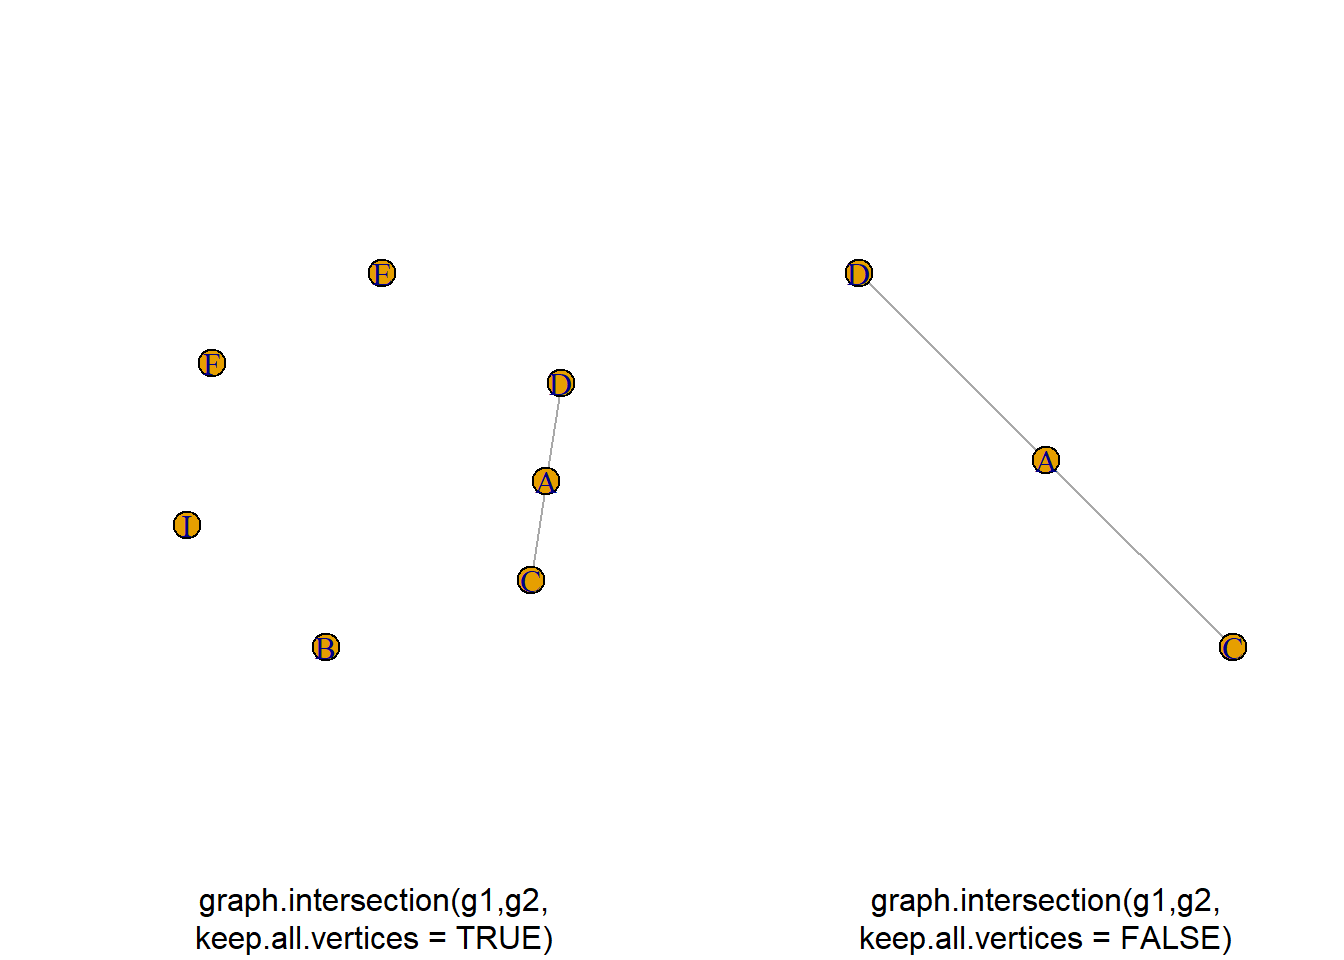 E
F
D
A
I
C
B
D
A
C
graph.intersection(g1,g2,
keep.all.vertices = TRUE)
graph.intersection(g1,g2,
keep.all.vertices = FALSE)